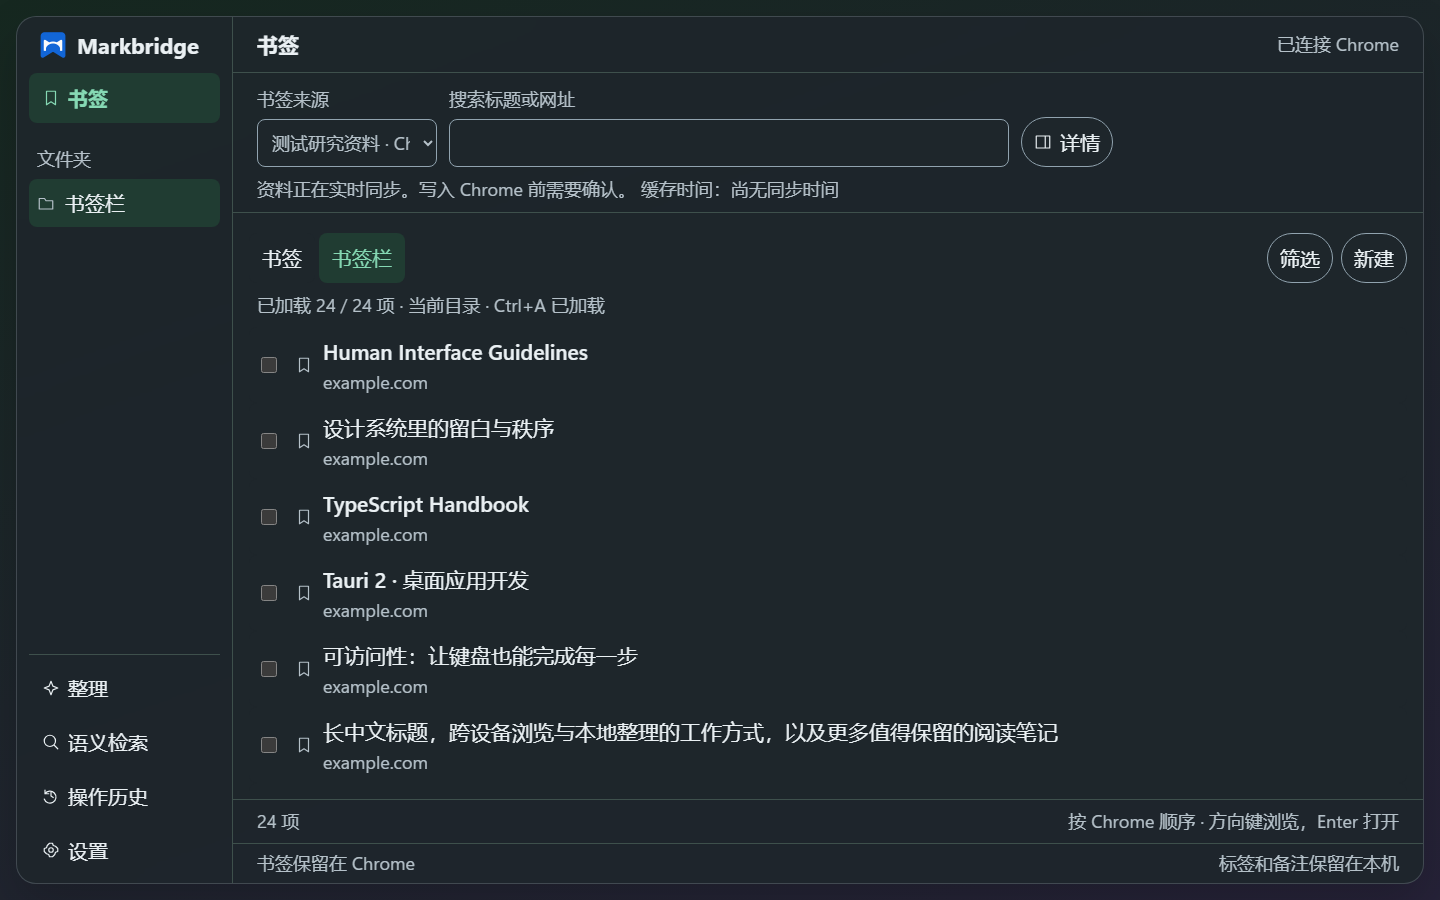 Markbridge
书签
文件夹
书签栏
整理
语义检索
操作历史
设置
书签
已连接 Chrome
书签来源
搜索标题或网址
测试研究资料 · Ch
详情
资料正在实时同步。写入 Chrome 前需要确认。 缓存时间：尚无同步时间
书签
书签栏
筛选
新建
已加载 24 / 24 项 · 当前目录 · Ctrl+A 已加载
Human Interface Guidelines
example.com
设计系统里的留白与秩序
example.com
TypeScript Handbook
example.com
Tauri 2 · 桌面应用开发
example.com
可访问性：让键盘也能完成每一步
example.com
长中文标题，跨设备浏览与本地整理的工作方式，以及更多值得保留的阅读笔记
example.com
24 项
按 Chrome 顺序 · 方向键浏览，Enter 打开
书签保留在 Chrome
标签和备注保留在本机